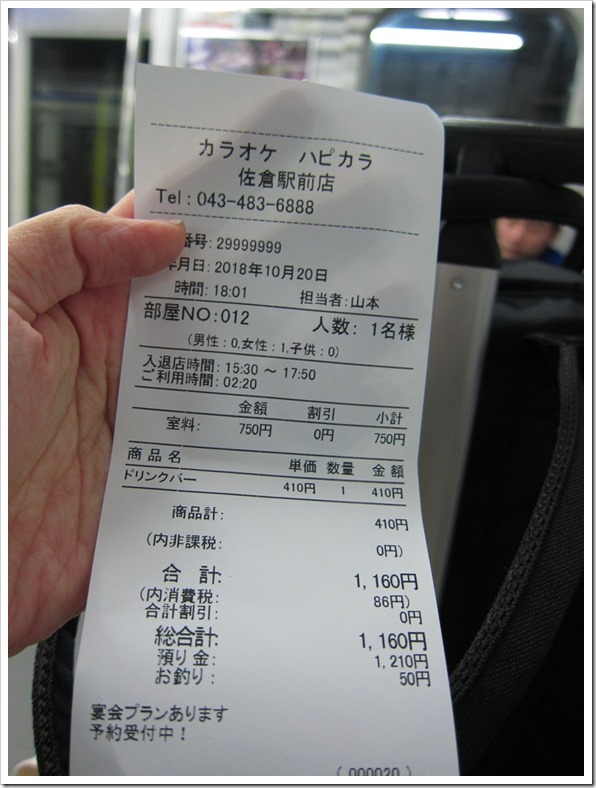 カラオケ ハピカラ
佐倉駅前店
Tel：043-483-6888
番号：29999999
年月日：2018年10月20日
時間：18:01 担当者：山本
部屋NO：012 人数：1名様
(男性：0,女性：1,子供：0)
入退店時間：15:30 ～ 17:50
ご利用時間：02:20
金額 割引 小計
室料： 750円 0円 750円
商品名 単価 数量 金額
ドリンクバー 410円 1 410円
商品計： 410円
(内非課税： 0円)
合計： 1,160円
(内消費税： 86円)
合計割引： 0円
総合計： 1,160円
預り金： 1,210円
お釣り： 50円
宴会プランあります
予約受付中！
(000020)